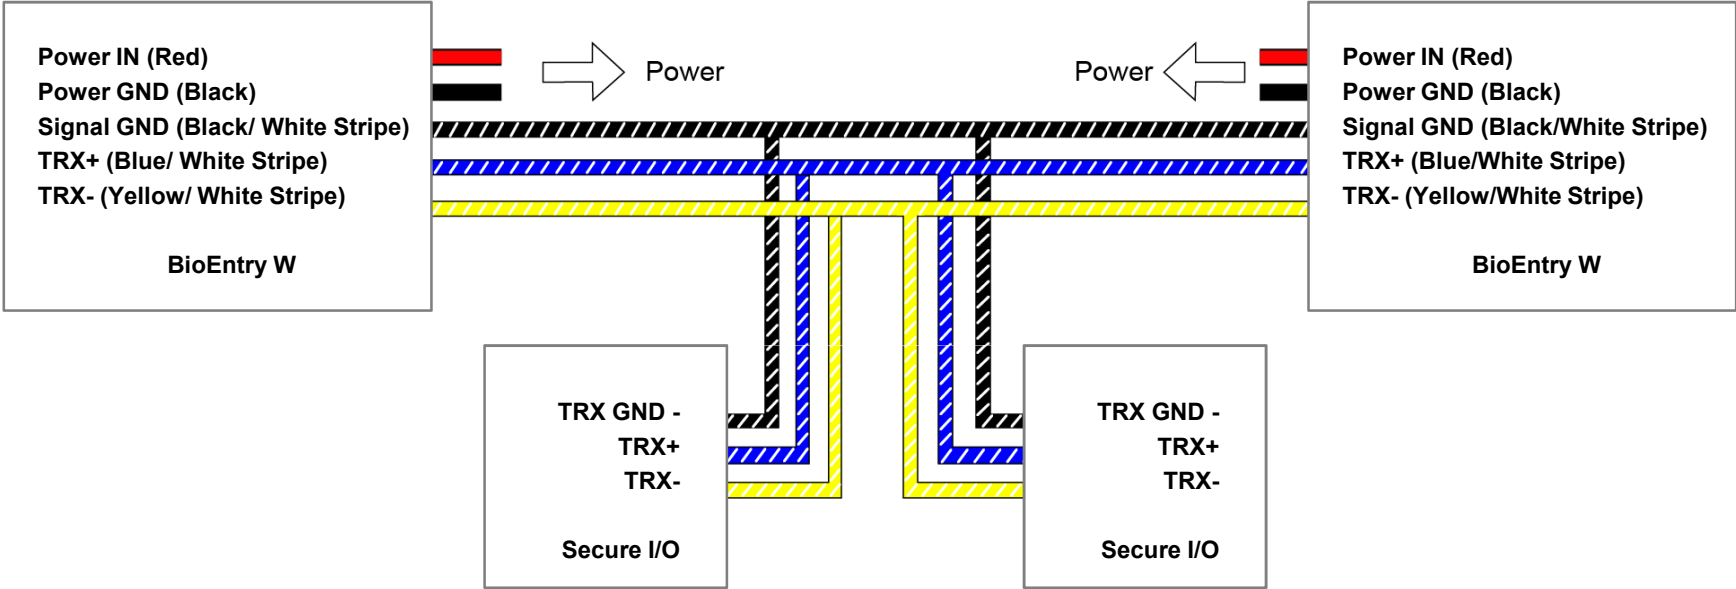 Power IN (Red)
Power GND (Black)
Signal GND (Black/ White Stripe)
TRX+ (Blue/ White Stripe)
TRX- (Yellow/ White Stripe)
BioEntry W
Power
Power
Power IN (Red)
Power GND (Black)
Signal GND (Black/White Stripe)
TRX+ (Blue/White Stripe)
TRX- (Yellow/White Stripe)
BioEntry W
TRX GND -
TRX+
TRX-
Secure I/O
TRX GND -
TRX+
TRX-
Secure I/O